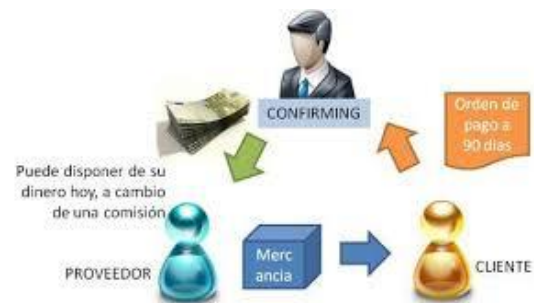 CONFIRMING
Orden de
pago a
90 dias
Puede disponer de su
dinero hoy, a cambio
de una comisión
PROVEEDOR
Merc
ancia
CLIENTE